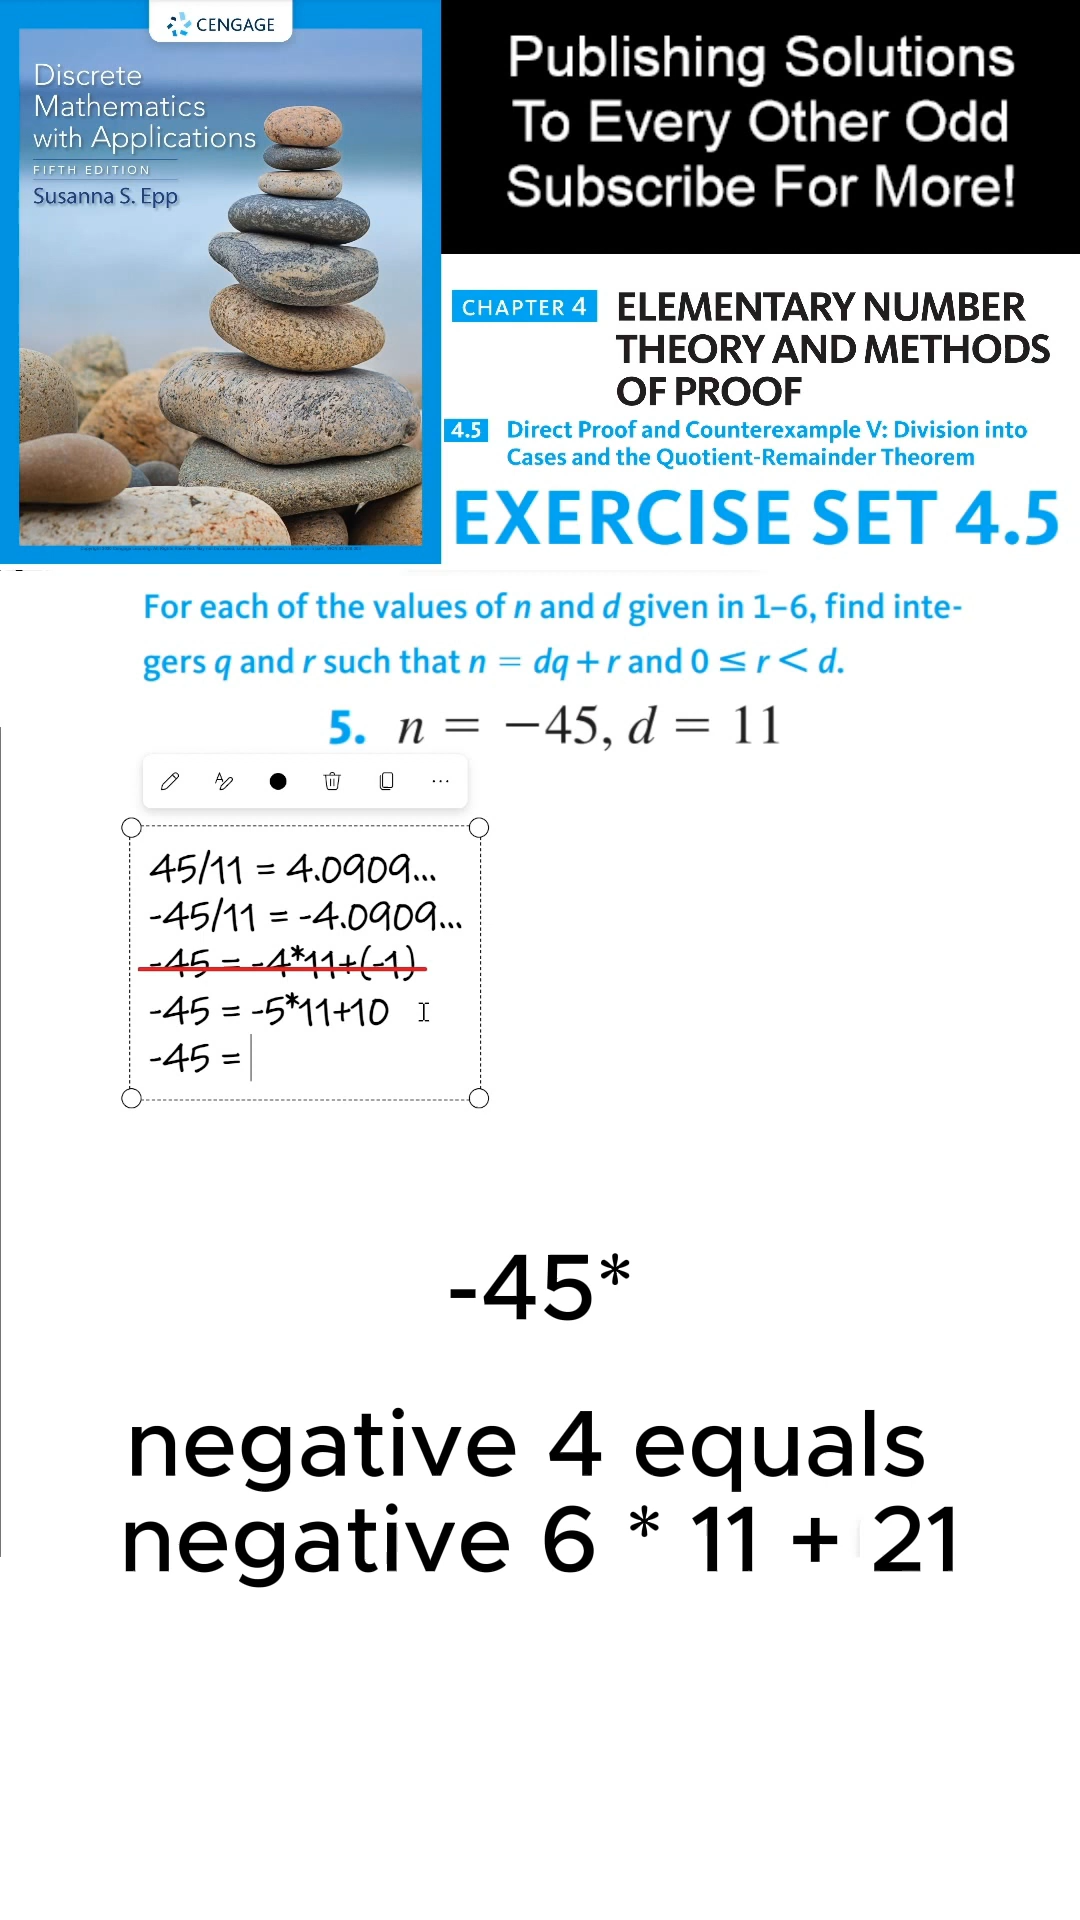 CENGAGE
Discrete
Mathematics
with Applications
FIFTH EDITION
Susanna S. Epp
Publishing Solutions
To Every Other Odd
Subscribe For More!
CHAPTER 4 ELEMENTARY NUMBER
THEORY AND METHODS
OF PROOF
4.5 Direct Proof and Counterexample V: Division into
Cases and the Quotient-Remainder Theorem
EXERCISE SET 4.5
For each of the values of n and d given in 1–6, find inte-
gers q and r such that n = dq + r and 0 ≤ r < d.
5. n = −45, d = 11
45/11 = 4.0909...
-45/11 = -4.0909...
-45 = -4*11+(-1)
-45 = -5*11+10
-45 =
-45*
negative 4 equals
negative 6 * 11 + 21